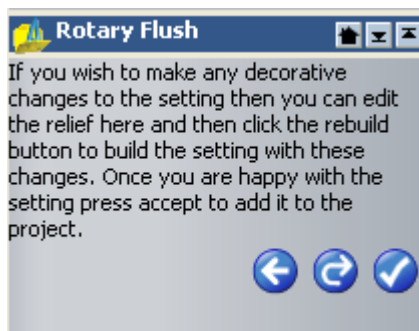 Rotary Flush
If you wish to make any decorative
changes to the setting then you can edit
the relief here and then click the rebuild
button to build the setting with these
changes. Once you are happy with the
setting press accept to add it to the
project.